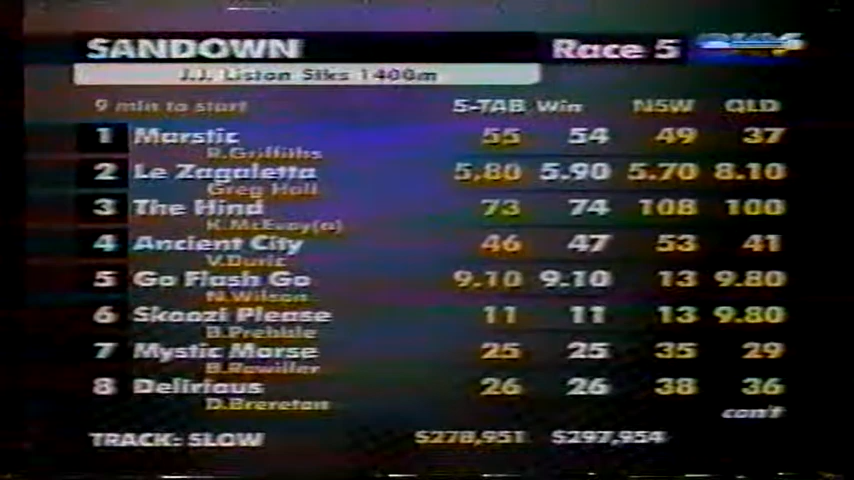 SANDOWN Race 5
J.J. Liston Stks 1400m
9 min to start S-TAB Win NSW QLD
1 Marstic 55 54 49 37
R.Griffiths
2 Le Zagaletta 5.80 5.90 5.70 8.10
Greg Hall
3 The Hind 73 74 108 100
K.McEvoy(a)
4 Ancient City 46 47 53 41
V.Duric
5 Go Flash Go 9.10 9.10 13 9.80
N.Wilson
6 Skoozi Please 11 11 13 9.80
B.Prebble
7 Mystic Morse 25 25 35 29
B.Rawiller
8 Delirious 26 26 38 36
D.Brereton
con't
TRACK: SLOW $278,951 $297,954